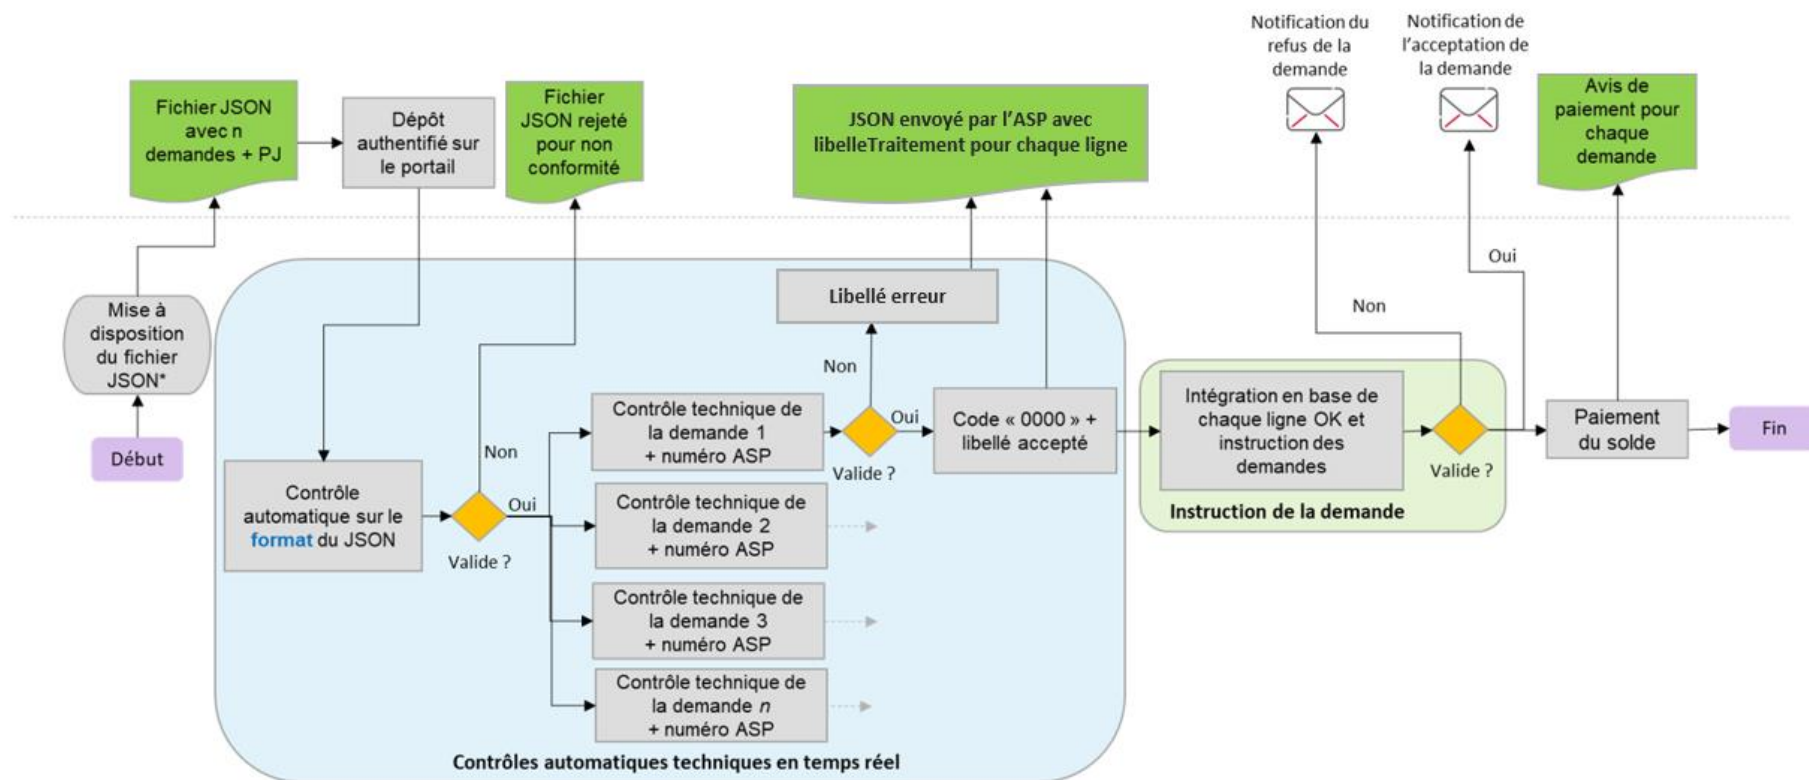 Notification du
refus de la
demande
Notification de
l'acceptation de
la demande
Fichier JSON
avec n
demandes + PJ
Dépôt
authentifié sur
le portail
Fichier
JSON rejeté
pour non
conformité
JSON envoyé par l'ASP avec
libelleTraitement pour chaque ligne
Avis de
paiement pour
chaque
demande
Mise à
disposition
du fichier
JSON*
Début
Contrôle
automatique sur le
format du JSON
Valide ?
Non
Oui
Contrôle technique de
la demande 1
+ numéro ASP
Contrôle technique de
la demande 2
+ numéro ASP
Contrôle technique de
la demande 3
+ numéro ASP
Contrôle technique de
la demande n
+ numéro ASP
Libellé erreur
Non
Oui
Valide ?
Code « 0000 » +
libellé accepté
Contrôles automatiques techniques en temps réel
Intégration en base de
chaque ligne OK et
instruction des
demandes
Valide ?
Instruction de la demande
Non
Oui
Paiement
du solde
Fin